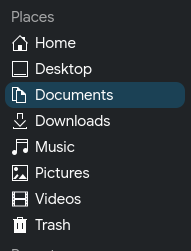 Places
Home
Desktop
Documents
Downloads
Music
Pictures
Videos
Trash